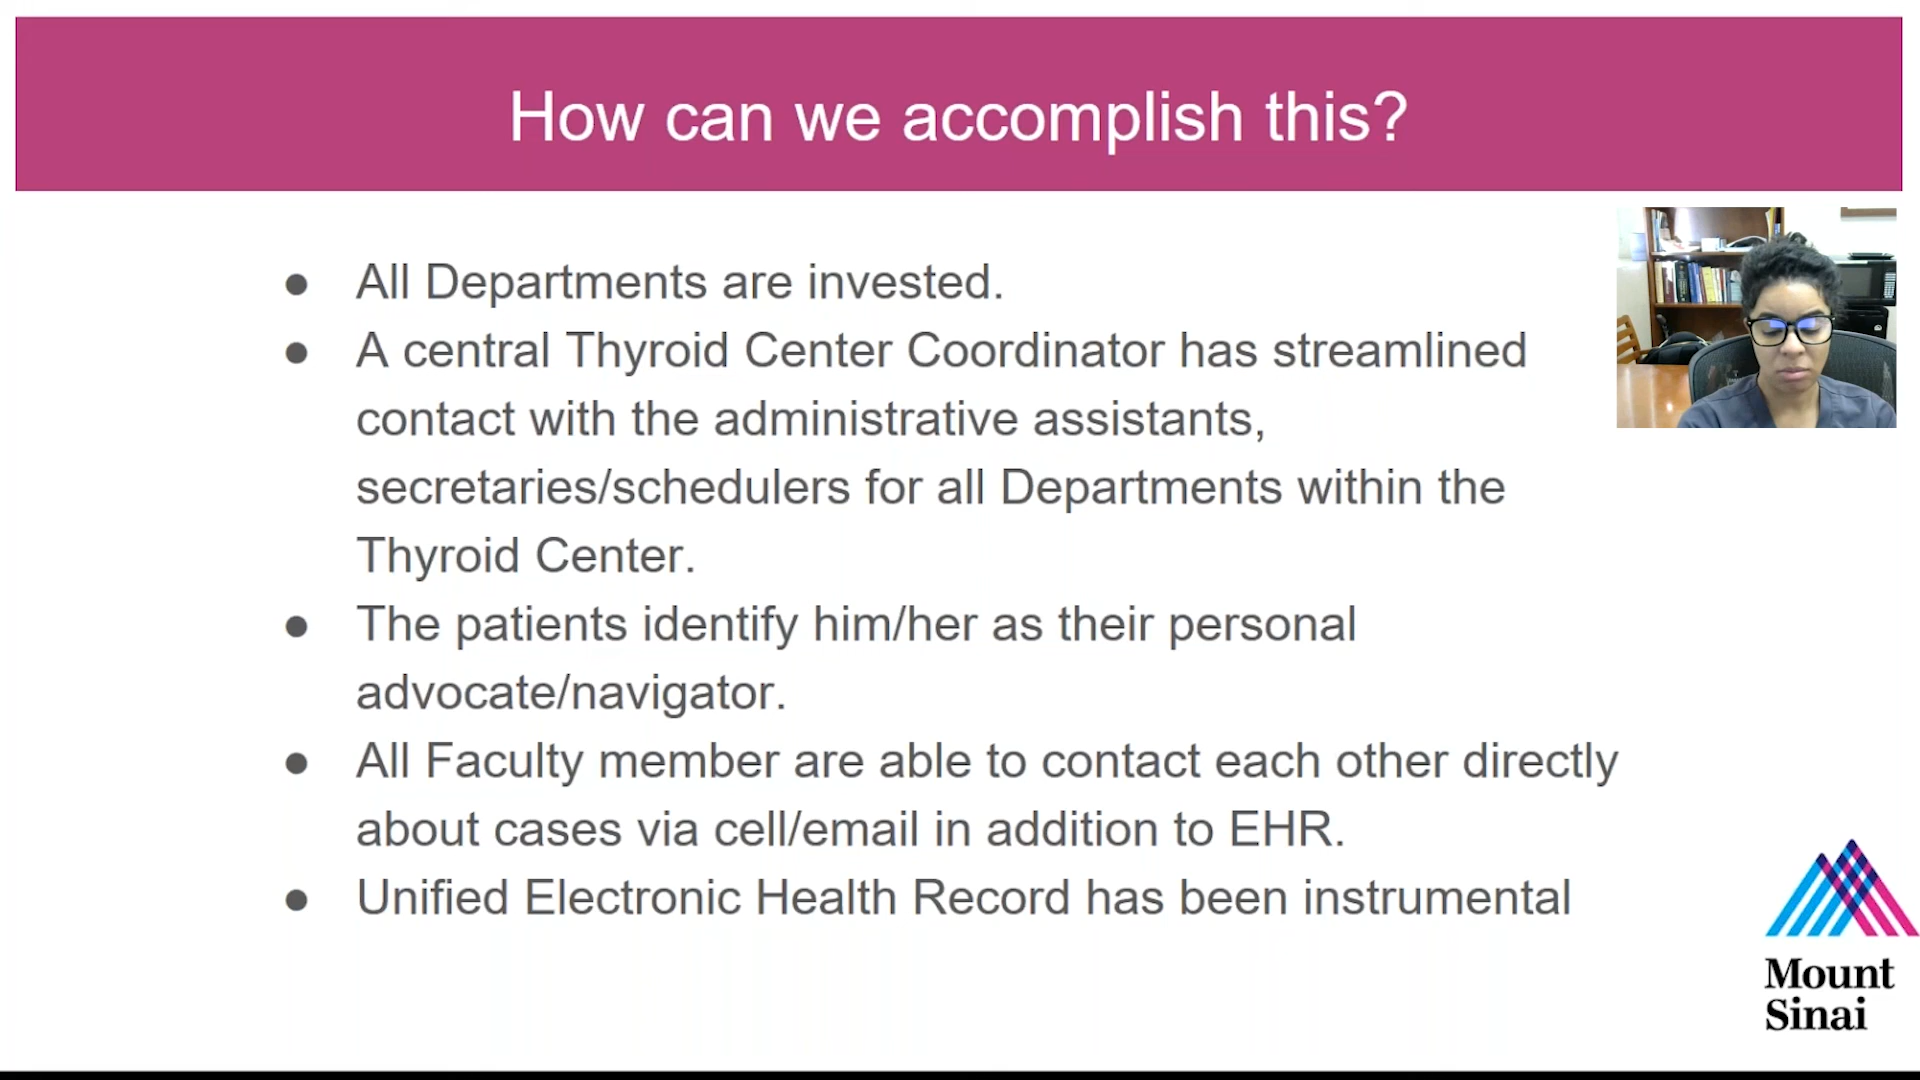 How can we accomplish this?
● All Departments are invested.
● A central Thyroid Center Coordinator has streamlined
contact with the administrative assistants,
secretaries/schedulers for all Departments within the
Thyroid Center.
● The patients identify him/her as their personal
advocate/navigator.
● All Faculty member are able to contact each other directly
about cases via cell/email in addition to EHR.
● Unified Electronic Health Record has been instrumental
Mount
Sinai